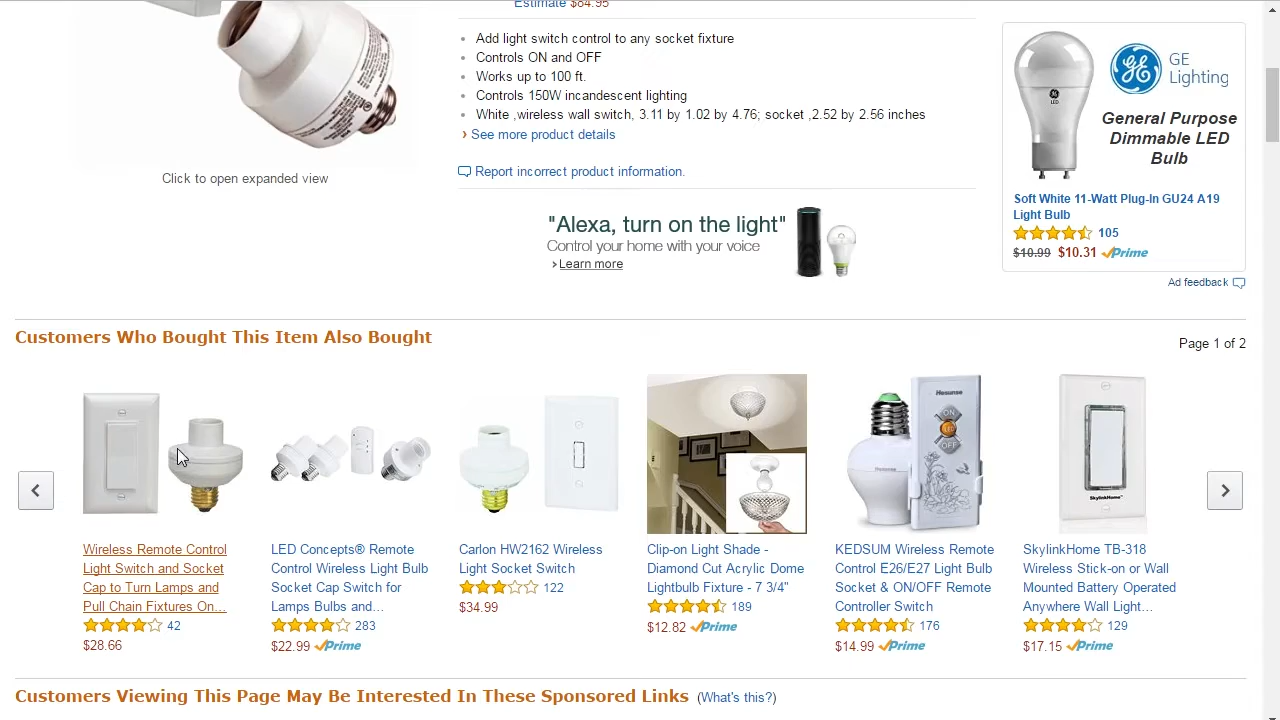 Estimate $84.95
Add light switch control to any socket fixture
Controls ON and OFF
Works up to 100 ft.
Controls 150W incandescent lighting
White ,wireless wall switch, 3.11 by 1.02 by 4.76; socket ,2.52 by 2.56 inches
› See more product details
Report incorrect product information.
Click to open expanded view
"Alexa, turn on the light"
Control your home with your voice
› Learn more
GE
GE Lighting
General Purpose
Dimmable LED
Bulb
Soft White 11-Watt Plug-In GU24 A19
Light Bulb
105
$10.99 $10.31 Prime
Ad feedback
Customers Who Bought This Item Also Bought
Page 1 of 2
Wireless Remote Control
Light Switch and Socket
Cap to Turn Lamps and
Pull Chain Fixtures On...
42
$28.66
LED Concepts® Remote
Control Wireless Light Bulb
Socket Cap Switch for
Lamps Bulbs and...
283
$22.99 Prime
Carlon HW2162 Wireless
Light Socket Switch
122
$34.99
Clip-on Light Shade -
Diamond Cut Acrylic Dome
Lightbulb Fixture - 7 3/4"
189
$12.82 Prime
ON
OFF
KEDSUM Wireless Remote
Control E26/E27 Light Bulb
Socket & ON/OFF Remote
Controller Switch
176
$14.99 Prime
SkylinkHome
SkylinkHome TB-318
Wireless Stick-on or Wall
Mounted Battery Operated
Anywhere Wall Light...
129
$17.15 Prime
Customers Viewing This Page May Be Interested In These Sponsored Links (What's this?)